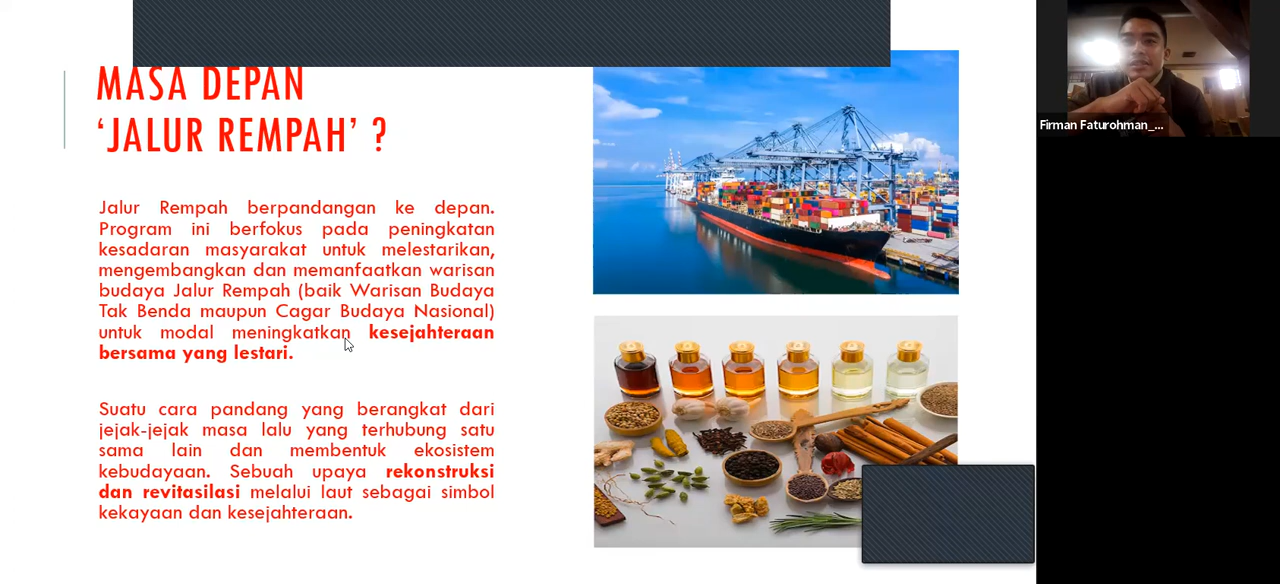 MASA DEPAN
‘JALUR REMPAH’ ?
Jalur Rempah berpandangan ke depan.
Program ini berfokus pada peningkatan
kesadaran masyarakat untuk melestarikan,
mengembangkan dan memanfaatkan warisan
budaya Jalur Rempah (baik Warisan Budaya
Tak Benda maupun Cagar Budaya Nasional)
untuk modal meningkatkan kesejahteraan
bersama yang lestari.
Suatu cara pandang yang berangkat dari
jejak-jejak masa lalu yang terhubung satu
sama lain dan membentuk ekosistem
kebudayaan. Sebuah upaya rekonstruksi
dan revitasilasi melalui laut sebagai simbol
kekayaan dan kesejahteraan.
Firman Faturohman_...